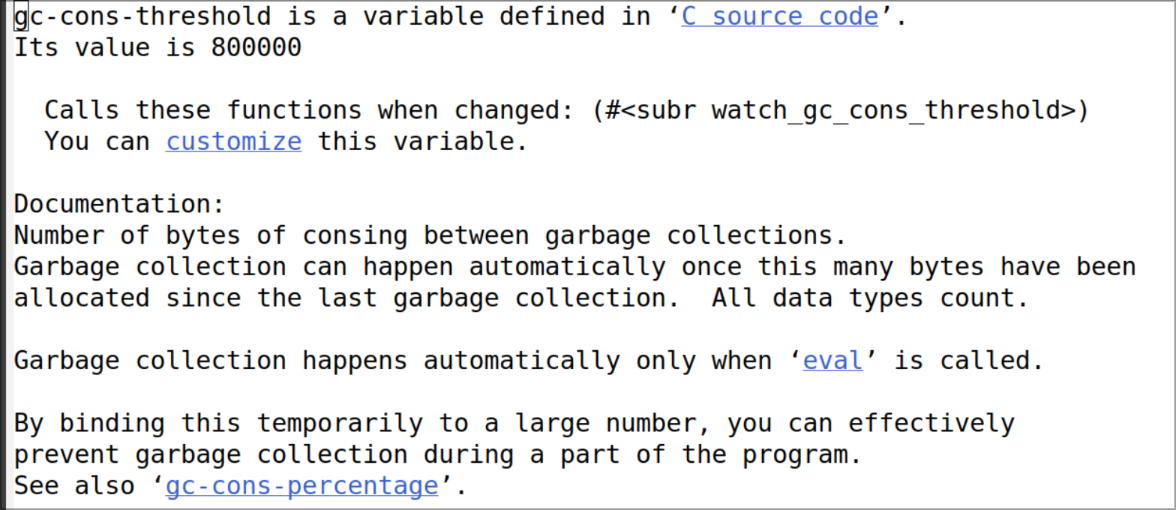 gc-cons-threshold is a variable defined in ‘C source code’.
Its value is 800000
Calls these functions when changed: (#<subr watch_gc_cons_threshold>)
You can customize this variable.
Documentation:
Number of bytes of consing between garbage collections.
Garbage collection can happen automatically once this many bytes have been
allocated since the last garbage collection.  All data types count.
Garbage collection happens automatically only when ‘eval’ is called.
By binding this temporarily to a large number, you can effectively
prevent garbage collection during a part of the program.
See also ‘gc-cons-percentage’.